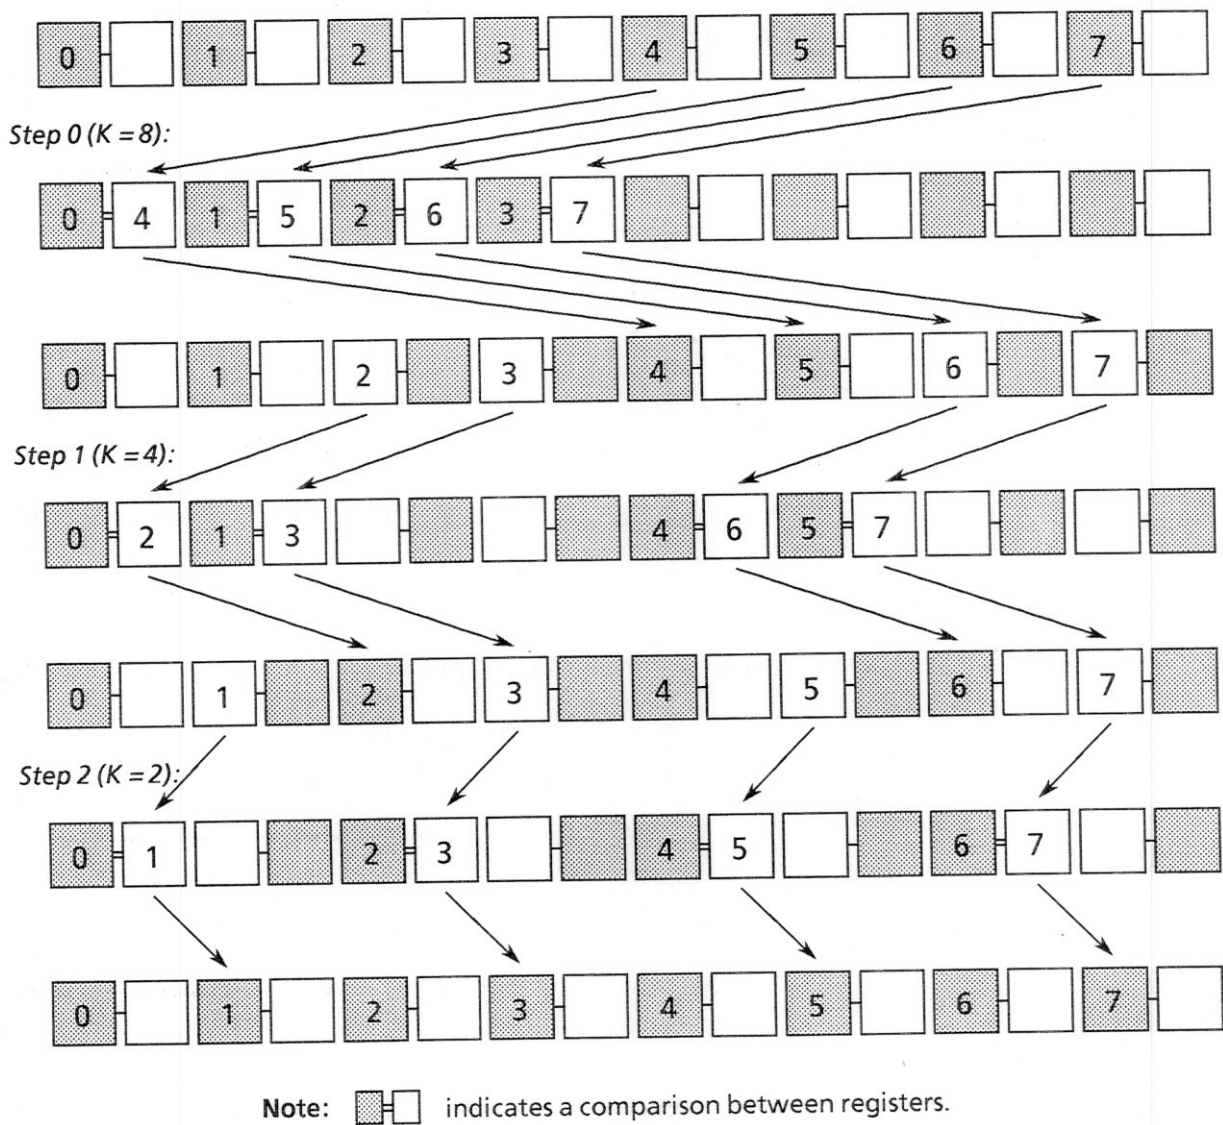 0 1 2 3 4 5 6 7
Step 0 (K = 8):
0 = 4 1 = 5 2 = 6 3 = 7
0 1 2 3 4 5 6 7
Step 1 (K = 4):
0 = 2 1 = 3 4 = 6 5 = 7
0 1 2 3 4 5 6 7
Step 2 (K = 2):
0 = 1 2 = 3 4 = 5 6 = 7
0 1 2 3 4 5 6 7
Note: = indicates a comparison between registers.